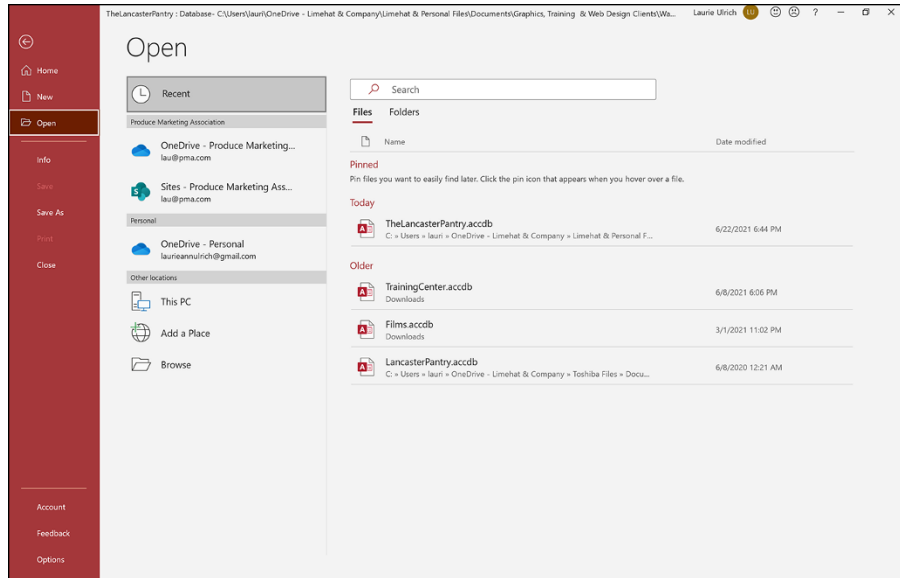 TheLancasterPantry : Database- C:\Users\lauri\OneDrive - Limehat & Company\Limehat & Personal Files\Documents\Graphics, Training & Web Design Clients\Wa...
Laurie Ulrich
LU
?
Home
New
Open
Info
Save
Save As
Print
Close
Account
Feedback
Options
Open
Recent
Produce Marketing Association
OneDrive - Produce Marketing...
lau@pma.com
S
Sites - Produce Marketing Ass...
lau@pma.com
Personal
OneDrive - Personal
laurieannulrich@gmail.com
Other locations
This PC
Add a Place
Browse
Search
Files Folders
Name Date modified
Pinned
Pin files you want to easily find later. Click the pin icon that appears when you hover over a file.
Today
A
TheLancasterPantry.accdb 6/22/2021 6:44 PM
C: » Users » lauri » OneDrive - Limehat & Company » Limehat & Personal F...
Older
A
TrainingCenter.accdb 6/8/2021 6:06 PM
Downloads
A
Films.accdb 3/1/2021 11:02 PM
Downloads
A
LancasterPantry.accdb 6/8/2020 12:21 AM
C: » Users » lauri » OneDrive - Limehat & Company » Toshiba Files » Docu...